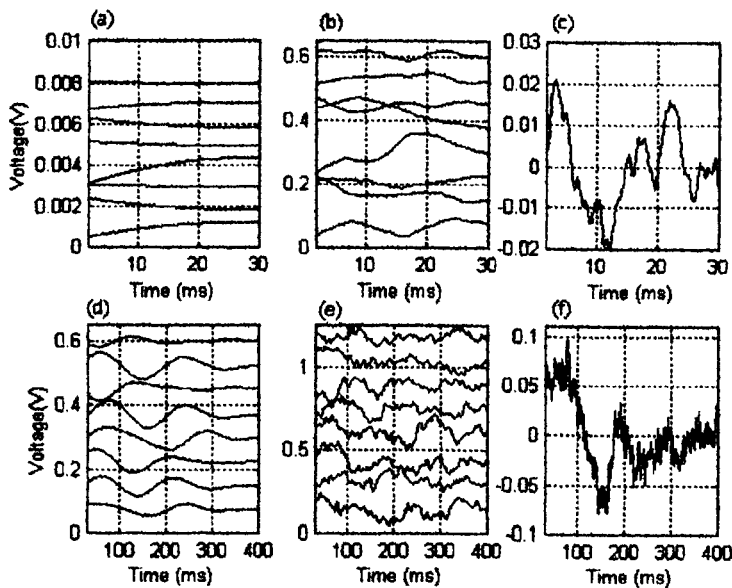 (a)
0.01
0.008
0.006
0.004
0.002
0
Voltage(V)
10 20 30
Time (ms)
(b)
0.6
0.4
0.2
0
10 20 30
Time (ms)
(c)
0.03
0.02
0.01
0
-0.01
-0.02
10 20 30
Time (ms)
(d)
0.6
0.4
0.2
0
Voltage(V)
100 200 300 400
Time (ms)
(e)
1
0.5
0
100 200 300 400
Time (ms)
(f)
0.1
0.05
0
-0.05
-0.1
100 200 300 400
Time (ms)